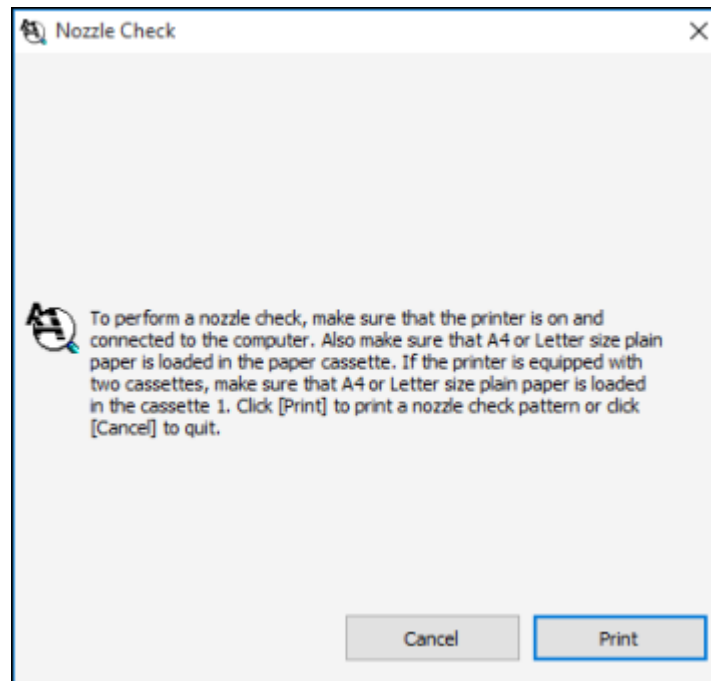 Nozzle Check
To perform a nozzle check, make sure that the printer is on and
connected to the computer. Also make sure that A4 or Letter size plain
paper is loaded in the paper cassette. If the printer is equipped with
two cassettes, make sure that A4 or Letter size plain paper is loaded
in the cassette 1. Click [Print] to print a nozzle check pattern or click
[Cancel] to quit.
Cancel
Print